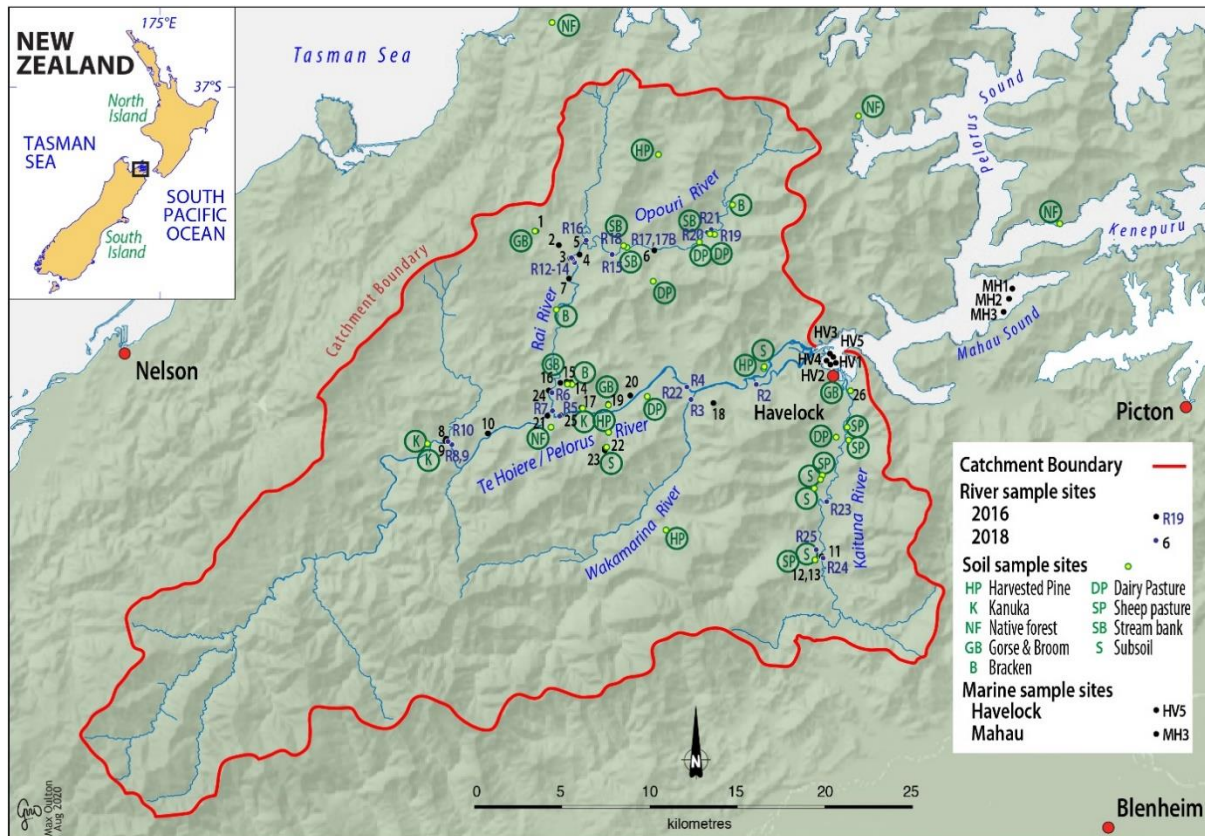 175°E
NEW
ZEALAND
37°S
North
Island
TASMAN
SEA
SOUTH
PACIFIC
OCEAN
South
Island
Tasman Sea
NF
NF
Pelorus Sound
NF
Kenepuru
MH1
MH2
MH3
Mahau Sound
HP
Opouri River
B
1
GB
2
R16
5
3
4
R12-14
7
SB
R18
R15
SB
R17,17B
6
SB
R21
R20
R19
DP
DP
DP
Catchment Boundary
Rai River
B
Nelson
HV3
HV5
HV4
HV1
HV2
GB
B
15
16
14
R6
24
17
R7
R5
21
25
K
NF
GB
19
20
HP
DP
R4
R22
R3
18
HP
S
R2
Havelock
GB
26
Picton
8
R10
9
R8,9
10
K
K
Te Hoiere / Pelorus River
22
23
S
SP
SP
DP
SP
S
S
R23
Kaituna River
Wakamarina River
HP
R25
11
S
SP
R24
12,13
Catchment Boundary
River sample sites
2016 R19
2018 6
Soil sample sites
HP Harvested Pine DP Dairy Pasture
K Kanuka SP Sheep pasture
NF Native forest SB Stream bank
GB Gorse & Broom S Subsoil
B Bracken
Marine sample sites
Havelock HV5
Mahau MH3
N
0 5 10 15 20 25
kilometres
Blenheim
Max Oulton
Aug 2020